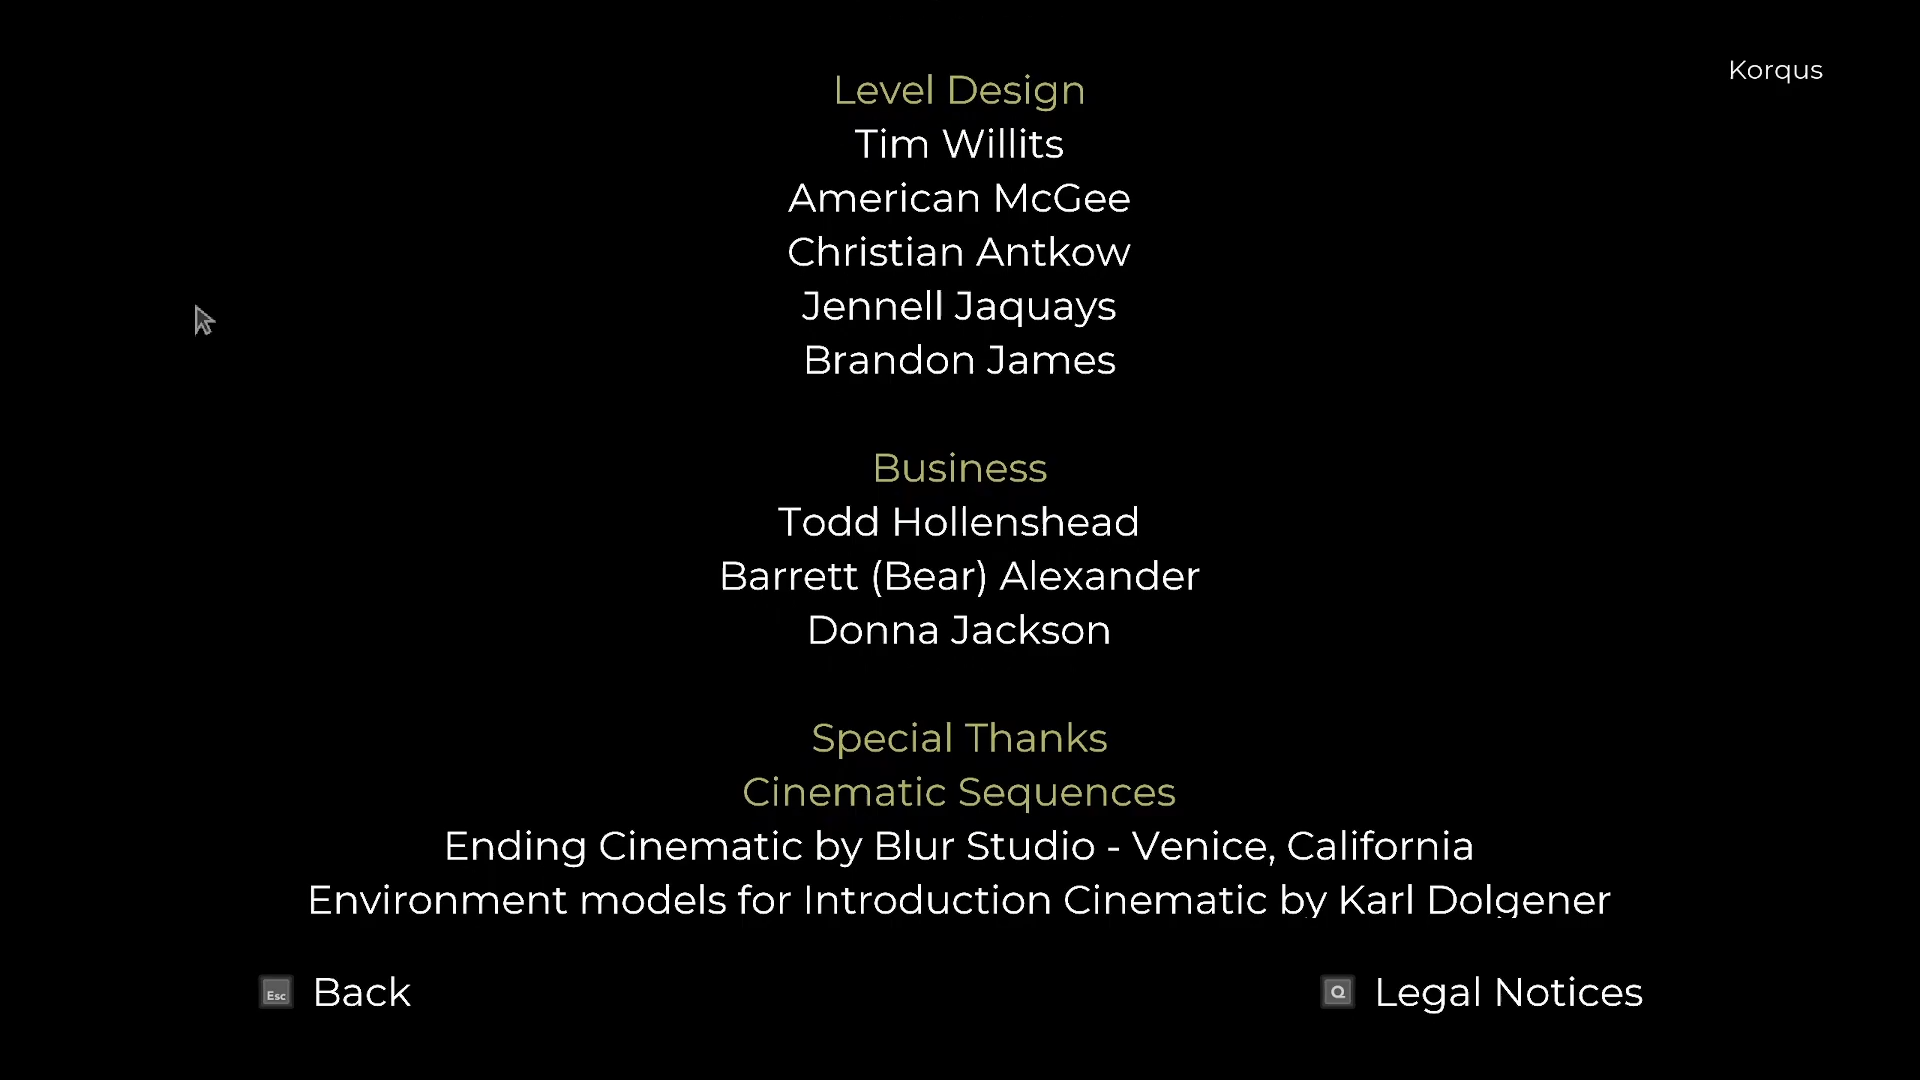 Korqus
Level Design
Tim Willits
American McGee
Christian Antkow
Jennell Jaquays
Brandon James
Business
Todd Hollenshead
Barrett (Bear) Alexander
Donna Jackson
Special Thanks
Cinematic Sequences
Ending Cinematic by Blur Studio - Venice, California
Environment models for Introduction Cinematic by Karl Dolgener
Esc Back
Q Legal Notices